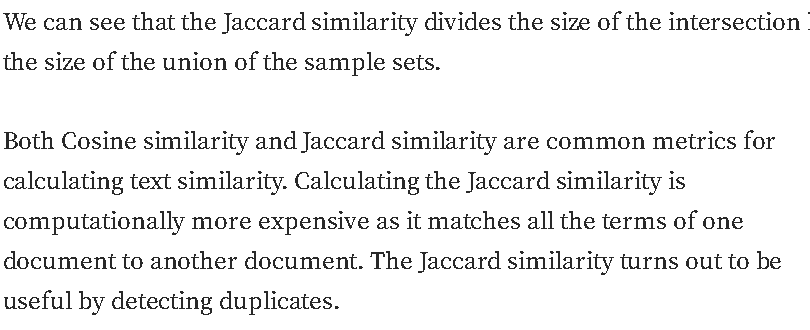 We can see that the Jaccard similarity divides the size of the intersection
the size of the union of the sample sets.
Both Cosine similarity and Jaccard similarity are common metrics for
calculating text similarity. Calculating the Jaccard similarity is
computationally more expensive as it matches all the terms of one
document to another document. The Jaccard similarity turns out to be
useful by detecting duplicates.